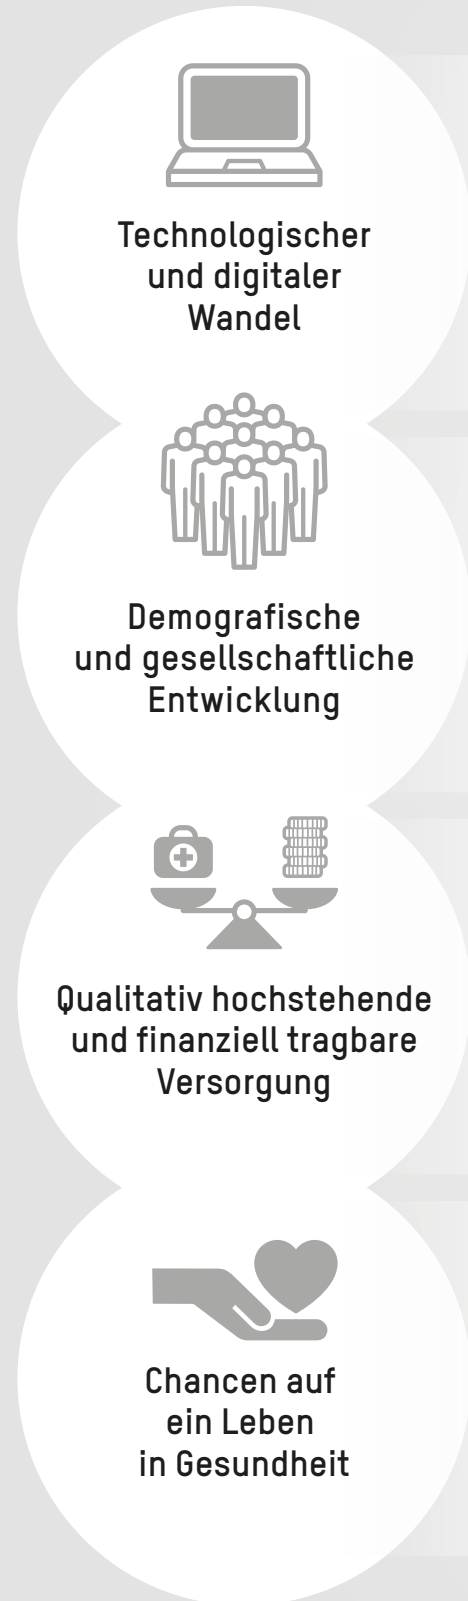 Technologischer
und digitaler
Wandel
Demografische
und gesellschaftliche
Entwicklung
Qualitativ hochstehende
und finanziell tragbare
Versorgung
Chancen auf
ein Leben
in Gesundheit